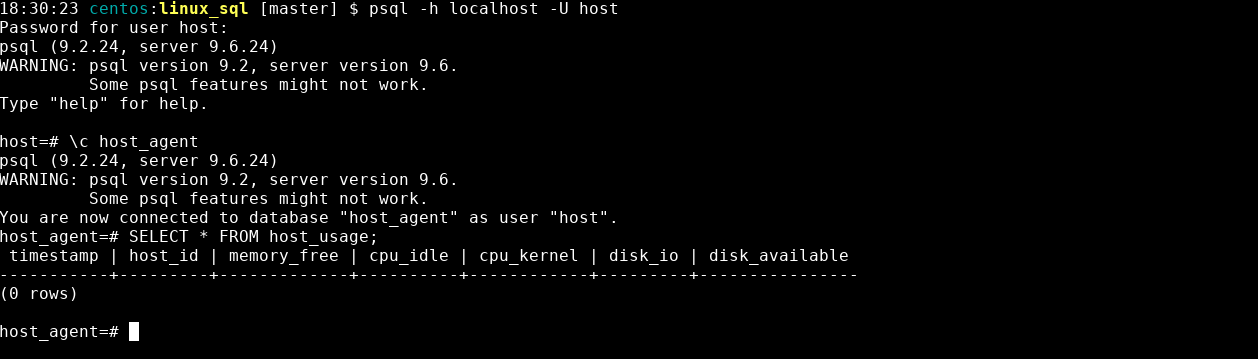 18:30:23 centos:linux_sql [master] $ psql -h localhost -U host
Password for user host:
psql (9.2.24, server 9.6.24)
WARNING: psql version 9.2, server version 9.6.
         Some psql features might not work.
Type "help" for help.

host=# \c host_agent
psql (9.2.24, server 9.6.24)
WARNING: psql version 9.2, server version 9.6.
         Some psql features might not work.
You are now connected to database "host_agent" as user "host".
host_agent=# SELECT * FROM host_usage;
 timestamp | host_id | memory_free | cpu_idle | cpu_kernel | disk_io | disk_available
-----------+---------+-------------+----------+------------+---------+----------------
(0 rows)

host_agent=#